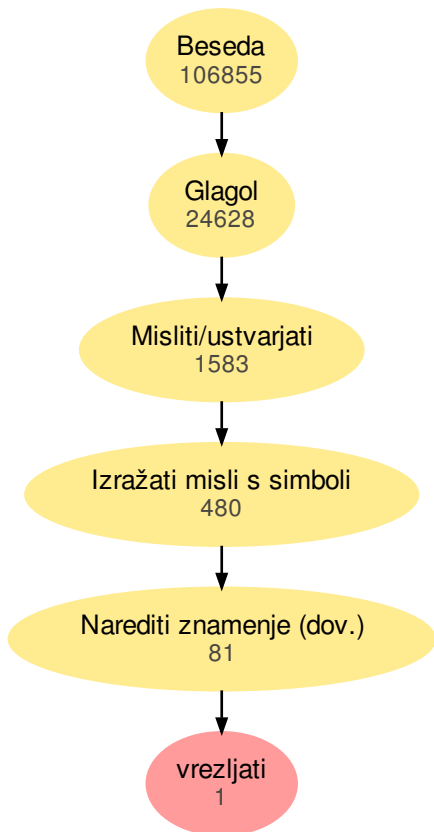 Beseda
106855
Glagol
24628
Misliti/ustvarjati
1583
Izražati misli s simboli
480
Narediti znamenje (dov.)
81
vrezljati
1